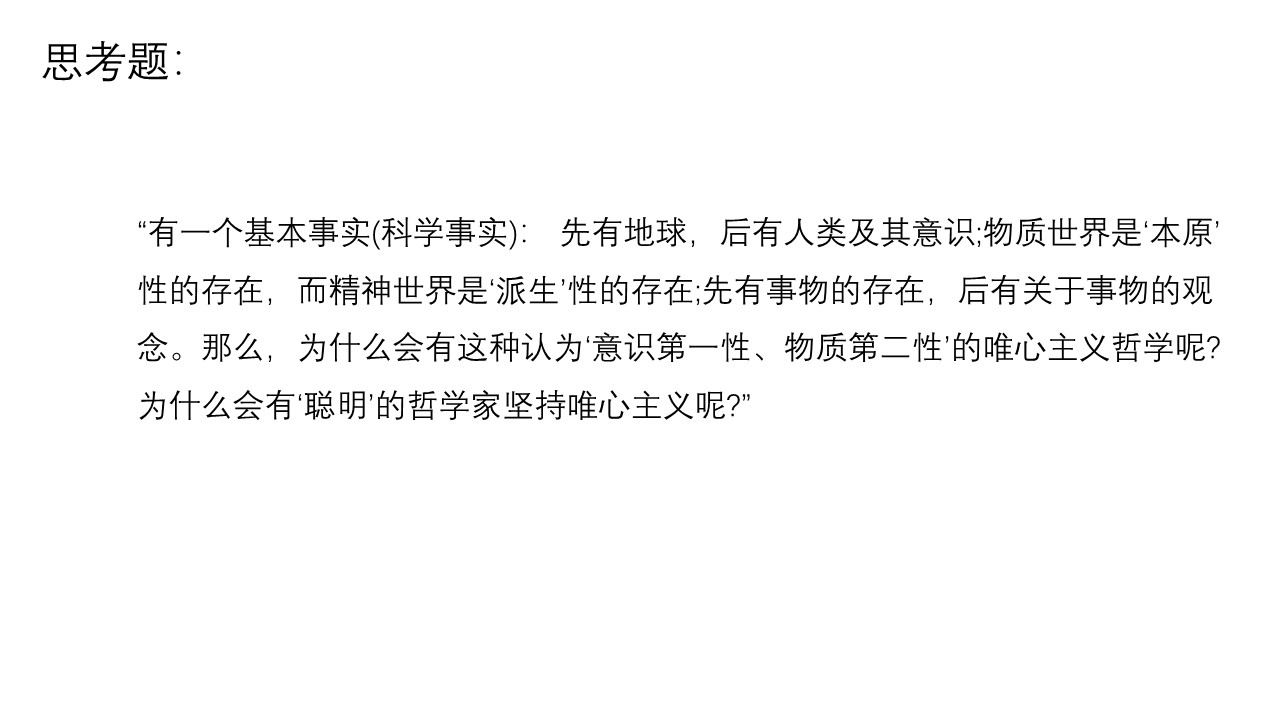 思考题：
“有一个基本事实(科学事实)： 先有地球，后有人类及其意识;物质世界是‘本原’
性的存在，而精神世界是‘派生’性的存在;先有事物的存在，后有关于事物的观
念。那么，为什么会有这种认为‘意识第一性、物质第二性’的唯心主义哲学呢?
为什么会有‘聪明’的哲学家坚持唯心主义呢?”